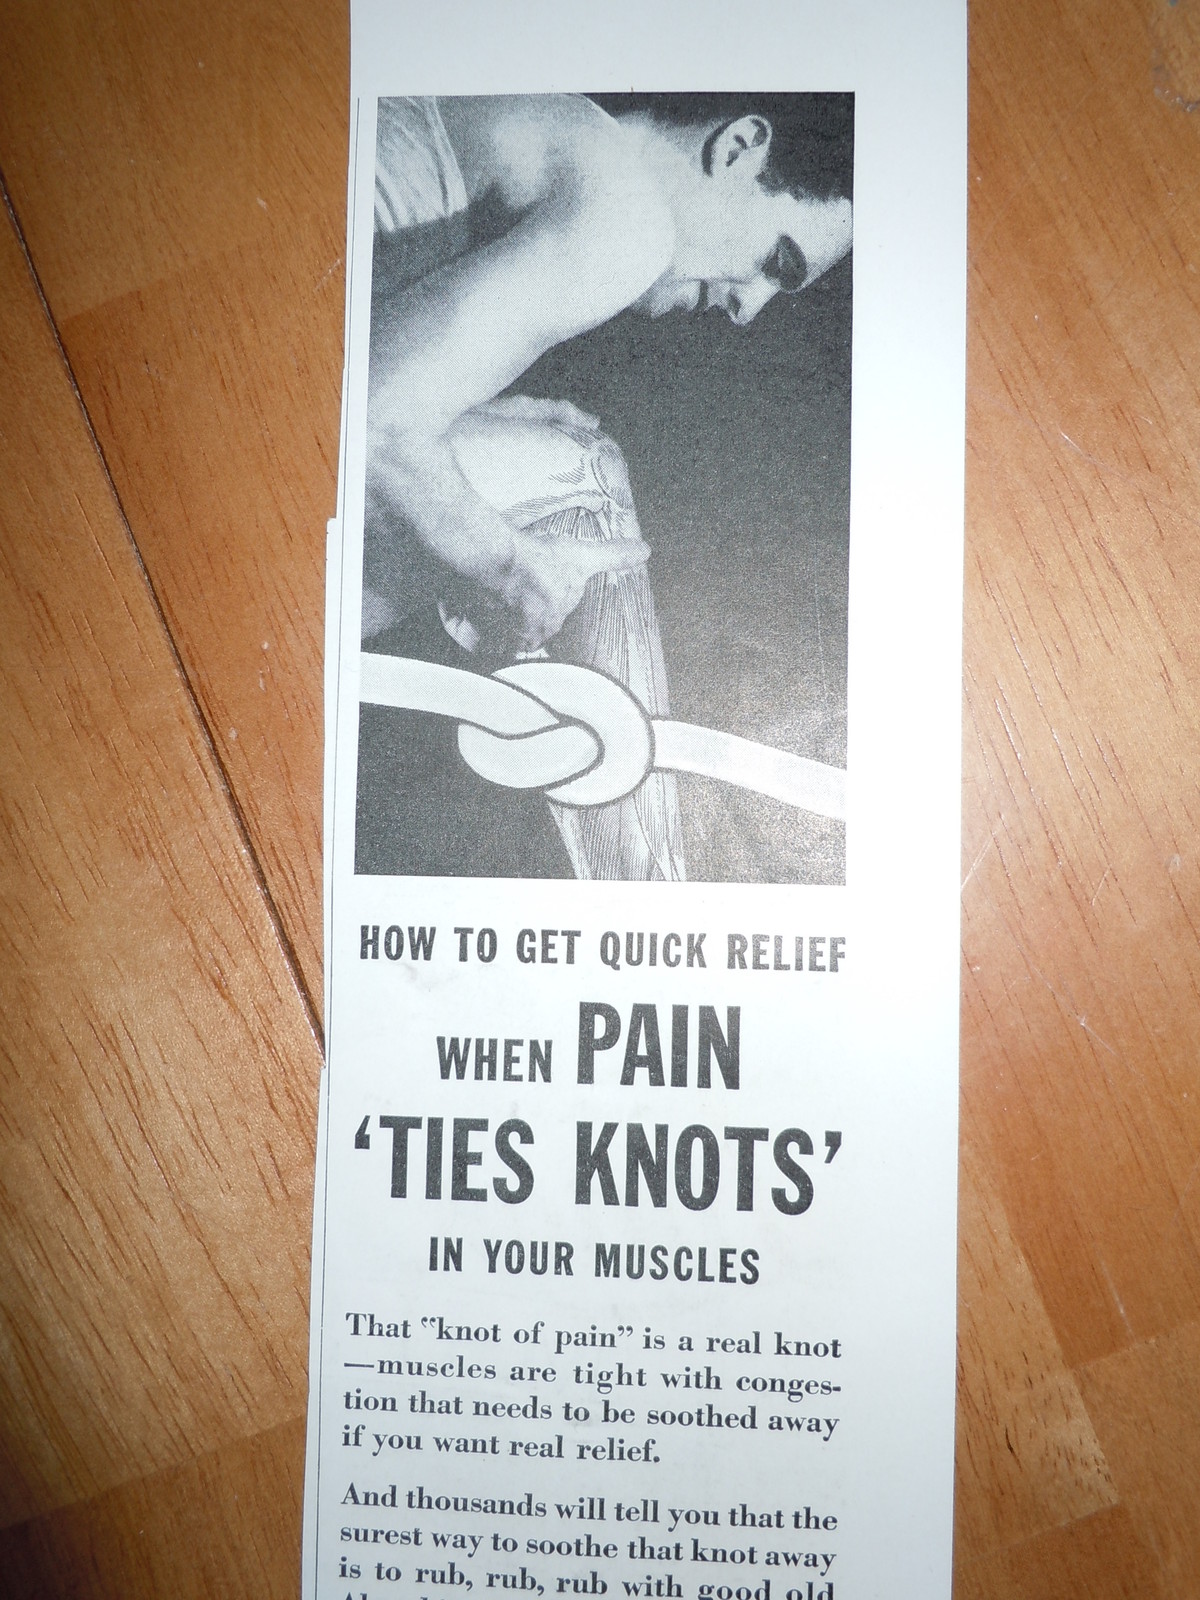 HOW TO GET QUICK RELIEF
WHEN PAIN
‘TIES KNOTS’
IN YOUR MUSCLES
That “knot of pain” is a real knot
—muscles are tight with conges-
tion that needs to be soothed away
if you want real relief.
And thousands will tell you that the
surest way to soothe that knot away
is to rub, rub, rub with good old